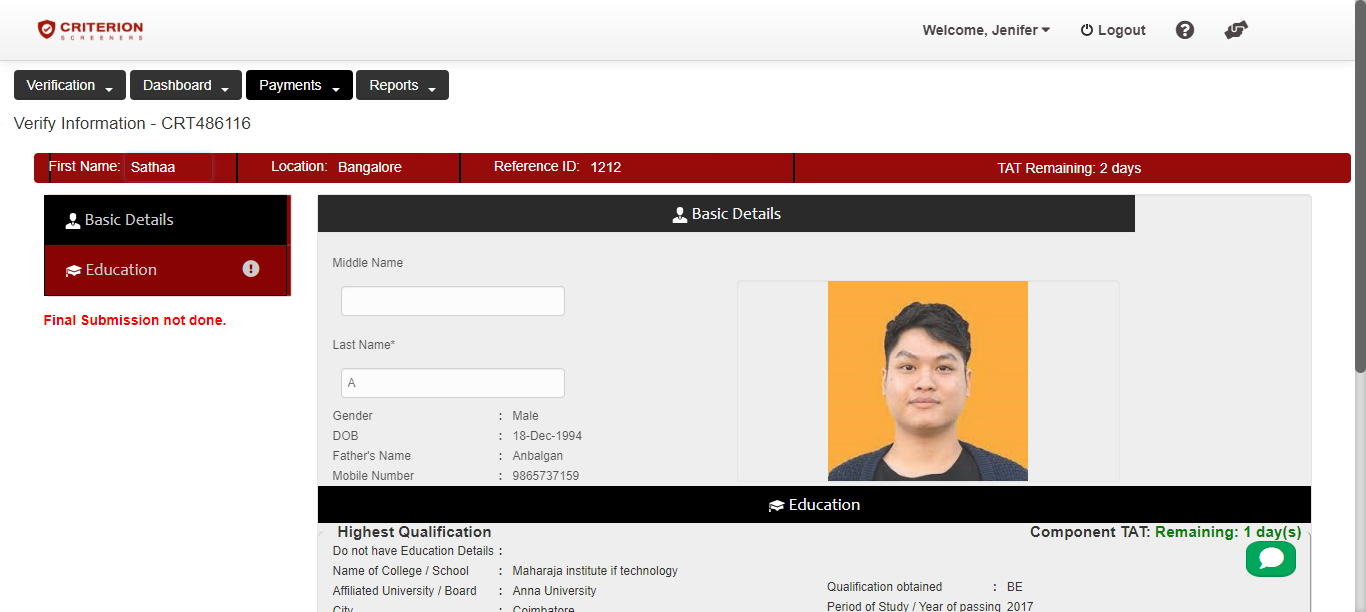 CRITERION
SCREENERS
Welcome, Jenifer
Logout
Verification
Dashboard
Payments
Reports
Verify Information - CRT486116
First Name: Sathaa
Location: Bangalore
Reference ID: 1212
TAT Remaining: 2 days
Basic Details
Education
Final Submission not done.
Basic Details
Middle Name
Last Name*
A
Gender : Male
DOB : 18-Dec-1994
Father's Name : Anbalgan
Mobile Number : 9865737159
Education
Highest Qualification
Component TAT: Remaining: 1 day(s)
Do not have Education Details :
Name of College / School : Maharaja institute if technology
Qualification obtained : BE
Affiliated University / Board : Anna University
Period of Study / Year of passing 2017
City : Coimbatore